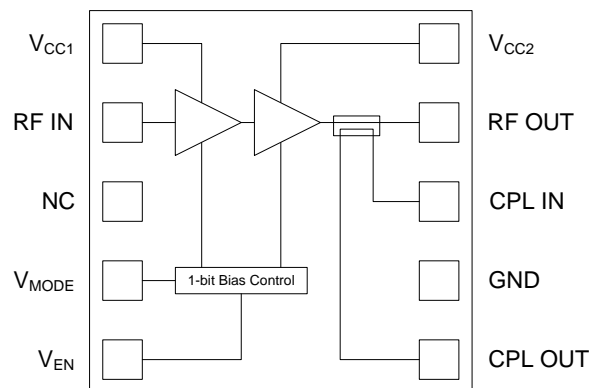 VCC1
VCC2
RF IN
RF OUT
NC
CPL IN
VMODE
1-bit Bias Control
GND
VEN
CPL OUT